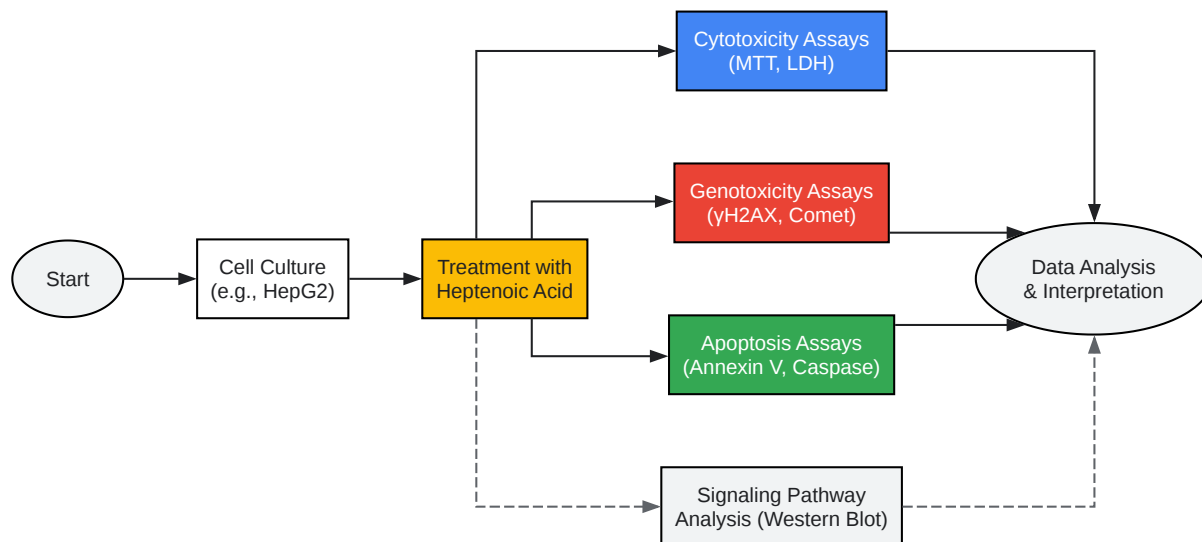 Start
Cell Culture
(e.g., HepG2)
Treatment with
Heptenoic Acid
Cytotoxicity Assays
(MTT, LDH)
Genotoxicity Assays
(γH2AX, Comet)
Apoptosis Assays
(Annexin V, Caspase)
Signaling Pathway
Analysis (Western Blot)
Data Analysis
& Interpretation